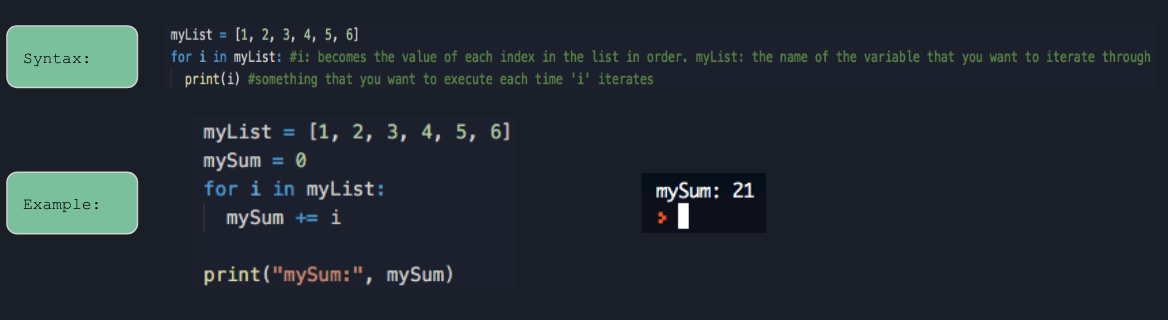 Syntax:
myList = [1, 2, 3, 4, 5, 6]
for i in myList: #i: becomes the value of each index in the list in order. myList: the name of the variable that you want to iterate through
print(i) #something that you want to execute each time 'i' iterates
Example:
myList = [1, 2, 3, 4, 5, 6]
mySum = 0
for i in myList:
mySum += i
print("mySum:", mySum)
mySum: 21
>